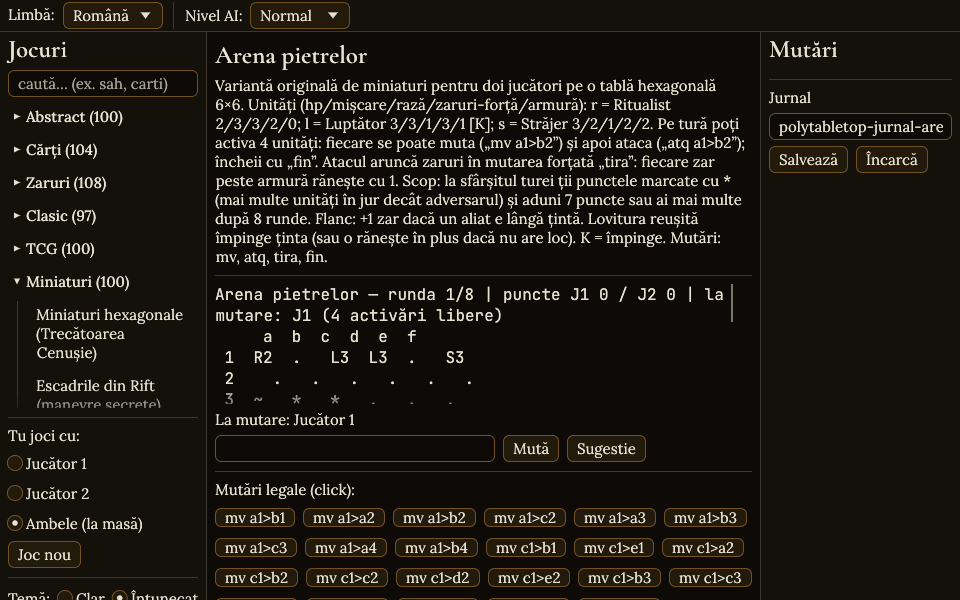 Limbă: Română ▼ Nivel AI: Normal ▼
Jocuri
caută... (ex. sah, carti)
▸ Abstract (100)
▸ Cărți (104)
▸ Zaruri (108)
▸ Clasic (97)
▸ TCG (100)
▾ Miniaturi (100)
Miniaturi hexagonale
(Trecătoarea
Cenușie)
Escadrile din Rift
(manevre secrete)
Tu joci cu:
Jucător 1
Jucător 2
Ambele (la masă)
Joc nou
Temă: Clar Întunecat
Arena pietrelor
Variantă originală de miniaturi pentru doi jucători pe o tablă hexagonală
6×6. Unități (hp/mișcare/rază/zaruri-forță/armură): r = Ritualist
2/3/3/2/0; l = Luptător 3/3/1/3/1 [K]; s = Străjer 3/2/1/2/2. Pe tură poți
activa 4 unități: fiecare se poate muta („mv a1>b2”) și apoi ataca („atq a1>b2”);
închei cu „fin”. Atacul aruncă zaruri în mutarea forțată „tira”: fiecare zar
peste armură rănește cu 1. Scop: la sfârșitul turei ții punctele marcate cu *
(mai multe unități în jur decât adversarul) și aduni 7 puncte sau ai mai multe
după 8 runde. Flanc: +1 zar dacă un aliat e lângă țintă. Lovitura reușită
împinge ținta (sau o rănește în plus dacă nu are loc). K = împinge. Mutări:
mv, atq, tira, fin.
Arena pietrelor — runda 1/8 | puncte J1 0 / J2 0 | la
mutare: J1 (4 activări libere)
a b c d e f
1 R2 . L3 L3 . S3
2 . . . . . .
3 ~ * * . . .
La mutare: Jucător 1
Mută Sugestie
Mutări legale (click):
mv a1>b1 mv a1>a2 mv a1>b2 mv a1>c2 mv a1>a3 mv a1>b3
mv a1>c3 mv a1>a4 mv a1>b4 mv c1>b1 mv c1>e1 mv c1>a2
mv c1>b2 mv c1>c2 mv c1>d2 mv c1>e2 mv c1>b3 mv c1>c3
Mutări
Jurnal
polytabletop-jurnal-are
Salvează Încarcă